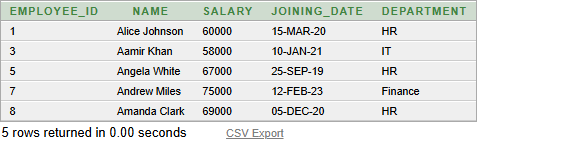 EMPLOYEE_ID NAME SALARY JOINING_DATE DEPARTMENT
1 Alice Johnson 60000 15-MAR-20 HR
3 Aamir Khan 58000 10-JAN-21 IT
5 Angela White 67000 25-SEP-19 HR
7 Andrew Miles 75000 12-FEB-23 Finance
8 Amanda Clark 69000 05-DEC-20 HR
5 rows returned in 0.00 seconds CSV Export